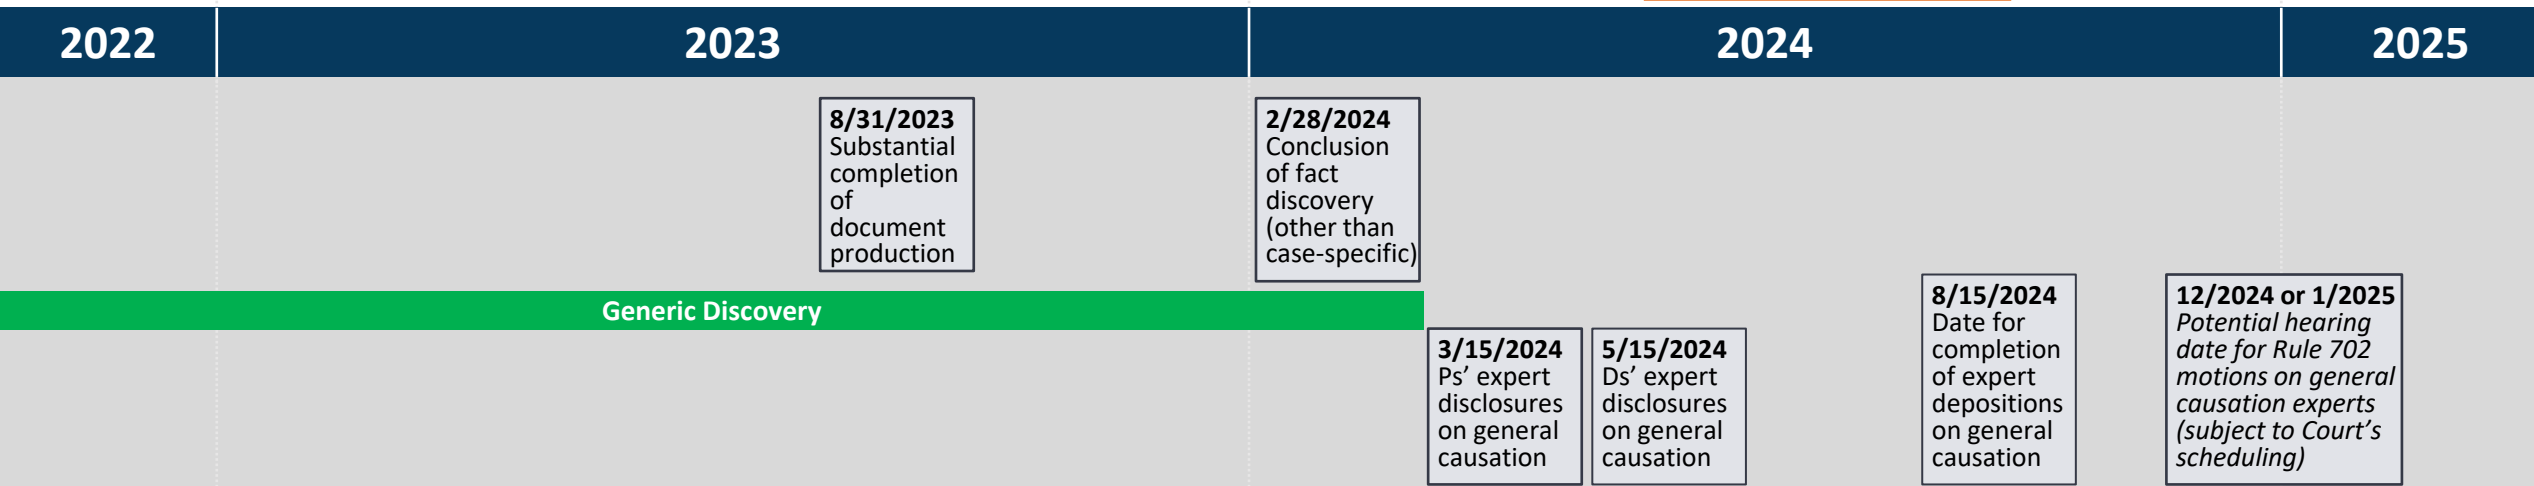 2022
2023
2024
2025
8/31/2023
Substantial
completion
of
document
production
2/28/2024
Conclusion
of fact
discovery
(other than
case-specific)
Generic Discovery
3/15/2024
Ps’ expert
disclosures
on general
causation
5/15/2024
Ds’ expert
disclosures
on general
causation
8/15/2024
Date for
completion
of expert
depositions
on general
causation
12/2024 or 1/2025
Potential hearing
date for Rule 702
motions on general
causation experts
(subject to Court’s
scheduling)